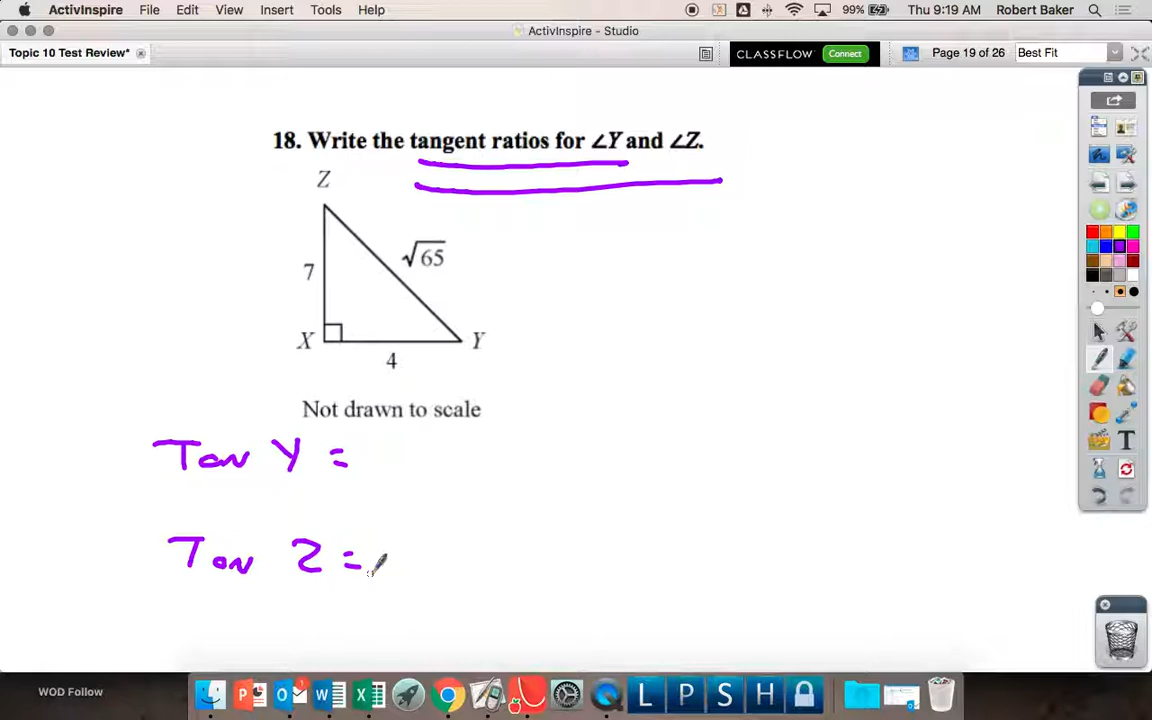 ActivInspire File Edit View Insert Tools Help 99% Thu 9:19 AM Robert Baker
ActivInspire - Studio
Topic 10 Test Review* CLASSFLOW Connect Page 19 of 26 Best Fit
18. Write the tangent ratios for ∠Y and ∠Z.
Z
√65
7
X Y
4
Not drawn to scale
Tan Y =
Tan Z =
WOD Follow
L P S H